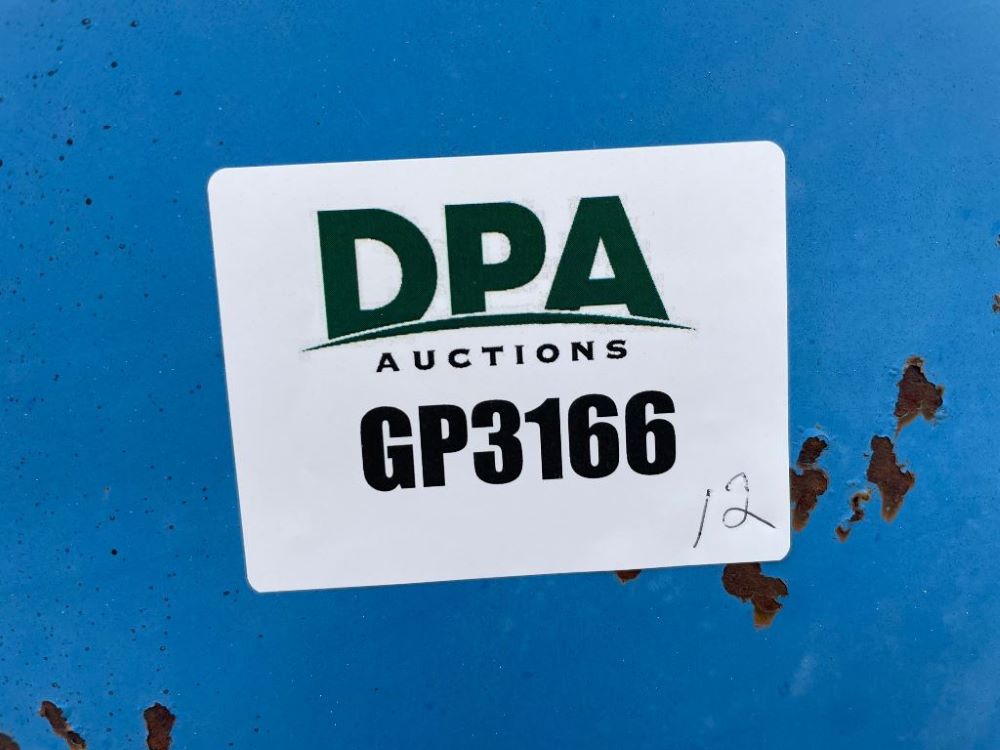 DPA
AUCTIONS
GP3166
12